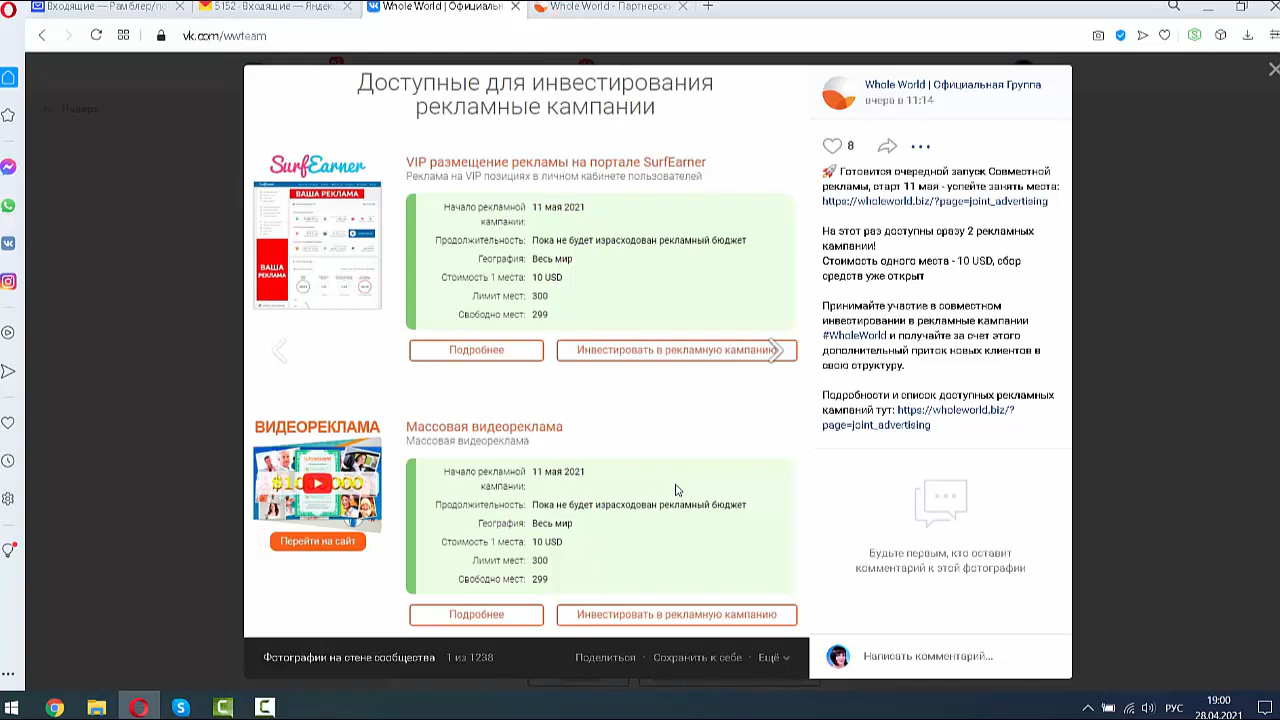 Входящие — Рамблер/по
5152 · Входящие — Яндек
Whole World | Официаль
Whole World - Партнерск
vk.com/wwteam
Доступные для инвестирования
рекламные кампании
SurfEarner
ВАША РЕКЛАМА
ВАША
РЕКЛАМА
VIP размещение рекламы на портале SurfEarner
Реклама на VIP позициях в личном кабинете пользователей
Начало рекламной кампании: 11 мая 2021
Продолжительность: Пока не будет израсходован рекламный бюджет
География: Весь мир
Стоимость 1 места: 10 USD
Лимит мест: 300
Свободно мест: 299
Подробнее
Инвестировать в рекламную кампанию
ВИДЕОРЕКЛАМА
Перейти на сайт
Массовая видеореклама
Массовая видеореклама
Начало рекламной кампании: 11 мая 2021
Продолжительность: Пока не будет израсходован рекламный бюджет
География: Весь мир
Стоимость 1 места: 10 USD
Лимит мест: 300
Свободно мест: 299
Подробнее
Инвестировать в рекламную кампанию
Фотографии на стене сообщества 1 из 1238
Поделиться · Сохранить к себе · Ещё
Whole World | Официальная Группа
вчера в 11:14
8
🚀 Готовится очередной запуск Совместной
рекламы, старт 11 мая - успейте занять места:
https://wholeworld.biz/?page=joint_advertising
На этот раз доступны сразу 2 рекламных
кампании!
Стоимость одного места - 10 USD, сбор
средств уже открыт
Принимайте участие в совместном
инвестировании в рекламные кампании
#WholeWorld и получайте за счет этого
дополнительный приток новых клиентов в
свою структуру.
Подробности и список доступных рекламных
кампаний тут: https://wholeworld.biz/?
page=joint_advertising
Будьте первым, кто оставит
комментарий к этой фотографии
Написать комментарий...
РУС
19:00
28.04.2021